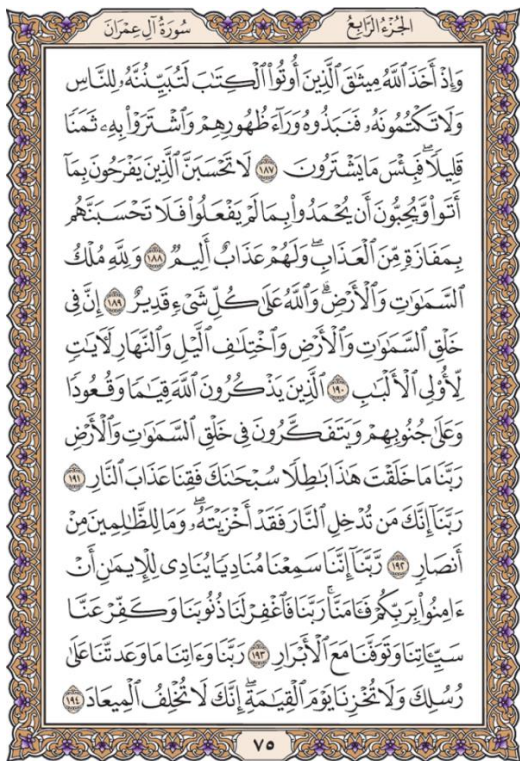 الجزء الرابع
سورة آل عمران
وَإِذْ أَخَذَ ٱللَّهُ مِيثَٰقَ ٱلَّذِينَ أُوتُوا۟ ٱلْكِتَٰبَ لَتُبَيِّنُنَّهُۥ لِلنَّاسِ
وَلَا تَكْتُمُونَهُۥ فَنَبَذُوهُ وَرَآءَ ظُهُورِهِمْ وَٱشْتَرَوْا۟ بِهِۦ ثَمَنًا
قَلِيلًا ۖ فَبِئْسَ مَا يَشْتَرُونَ ١٨٧ لَا تَحْسَبَنَّ ٱلَّذِينَ يَفْرَحُونَ بِمَآ
أَتَوا۟ وَّيُحِبُّونَ أَن يُحْمَدُوا۟ بِمَا لَمْ يَفْعَلُوا۟ فَلَا تَحْسَبَنَّهُم
بِمَفَازَةٍ مِّنَ ٱلْعَذَابِ ۖ وَلَهُمْ عَذَابٌ أَلِيمٌ ١٨٨ وَلِلَّهِ مُلْكُ
ٱلسَّمَٰوَٰتِ وَٱلْأَرْضِ ۗ وَٱللَّهُ عَلَىٰ كُلِّ شَىْءٍ قَدِيرٌ ١٨٩ إِنَّ فِى
خَلْقِ ٱلسَّمَٰوَٰتِ وَٱلْأَرْضِ وَٱخْتِلَٰفِ ٱلَّيْلِ وَٱلنَّهَارِ لَءَايَٰتٍ
لِّأُو۟لِى ٱلْأَلْبَٰبِ ١٩٠ ٱلَّذِينَ يَذْكُرُونَ ٱللَّهَ قِيَٰمًا وَقُعُودًا
وَعَلَىٰ جُنُوبِهِمْ وَيَتَفَكَّرُونَ فِى خَلْقِ ٱلسَّمَٰوَٰتِ وَٱلْأَرْضِ
رَبَّنَا مَا خَلَقْتَ هَٰذَا بَٰطِلًا سُبْحَٰنَكَ فَقِنَا عَذَابَ ٱلنَّارِ ١٩١
رَبَّنَآ إِنَّكَ مَن تُدْخِلِ ٱلنَّارَ فَقَدْ أَخْزَيْتَهُۥ ۖ وَمَا لِلظَّٰلِمِينَ مِنْ
أَنصَارٍ ١٩٢ رَّبَّنَآ إِنَّنَا سَمِعْنَا مُنَادِيًا يُنَادِى لِلْإِيمَٰنِ أَنْ
ءَامِنُوا۟ بِرَبِّكُمْ فَـَٔامَنَّا ۚ رَبَّنَا فَٱغْفِرْ لَنَا ذُنُوبَنَا وَكَفِّرْ عَنَّا
سَيِّـَٔاتِنَا وَتَوَفَّنَا مَعَ ٱلْأَبْرَارِ ١٩٣ رَبَّنَا وَءَاتِنَا مَا وَعَدتَّنَا عَلَىٰ
رُسُلِكَ وَلَا تُخْزِنَا يَوْمَ ٱلْقِيَٰمَةِ ۗ إِنَّكَ لَا تُخْلِفُ ٱلْمِيعَادَ ١٩٤
٧٥